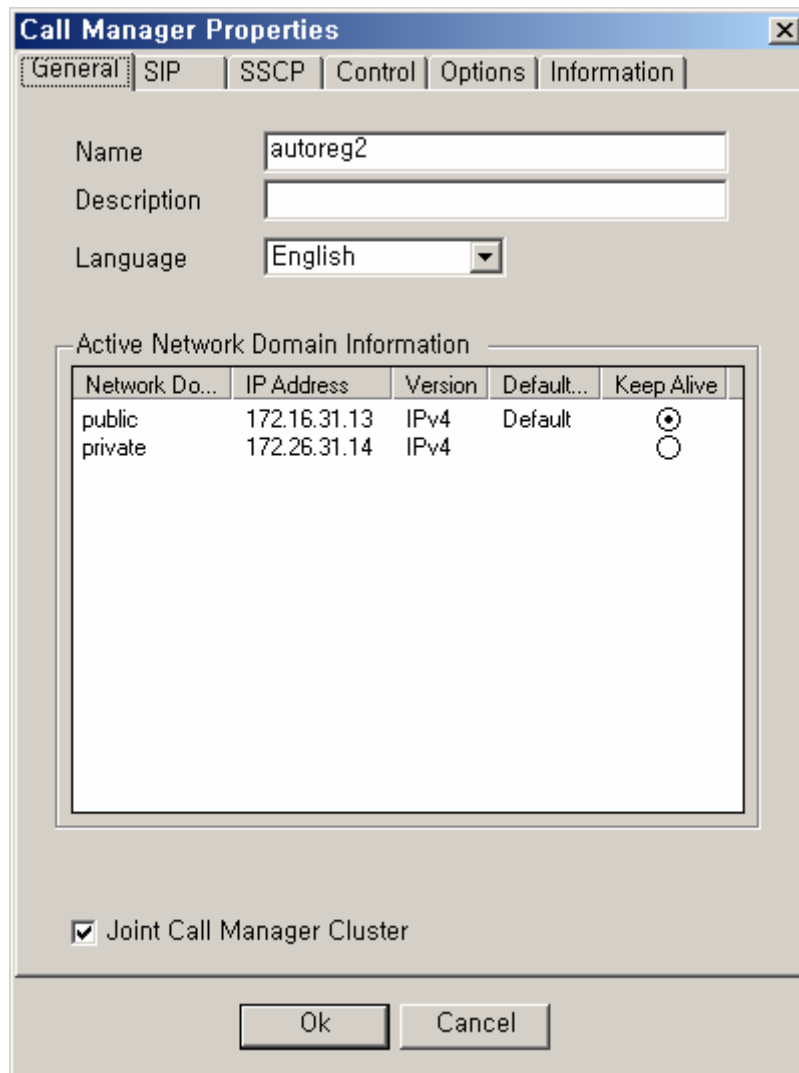 Call Manager Properties
General SIP SSCP Control Options Information
Name autoreg2
Description
Language English
Active Network Domain Information
Network Do... IP Address Version Default... Keep Alive
public 172.16.31.13 IPv4 Default
private 172.26.31.14 IPv4
Joint Call Manager Cluster
Ok Cancel